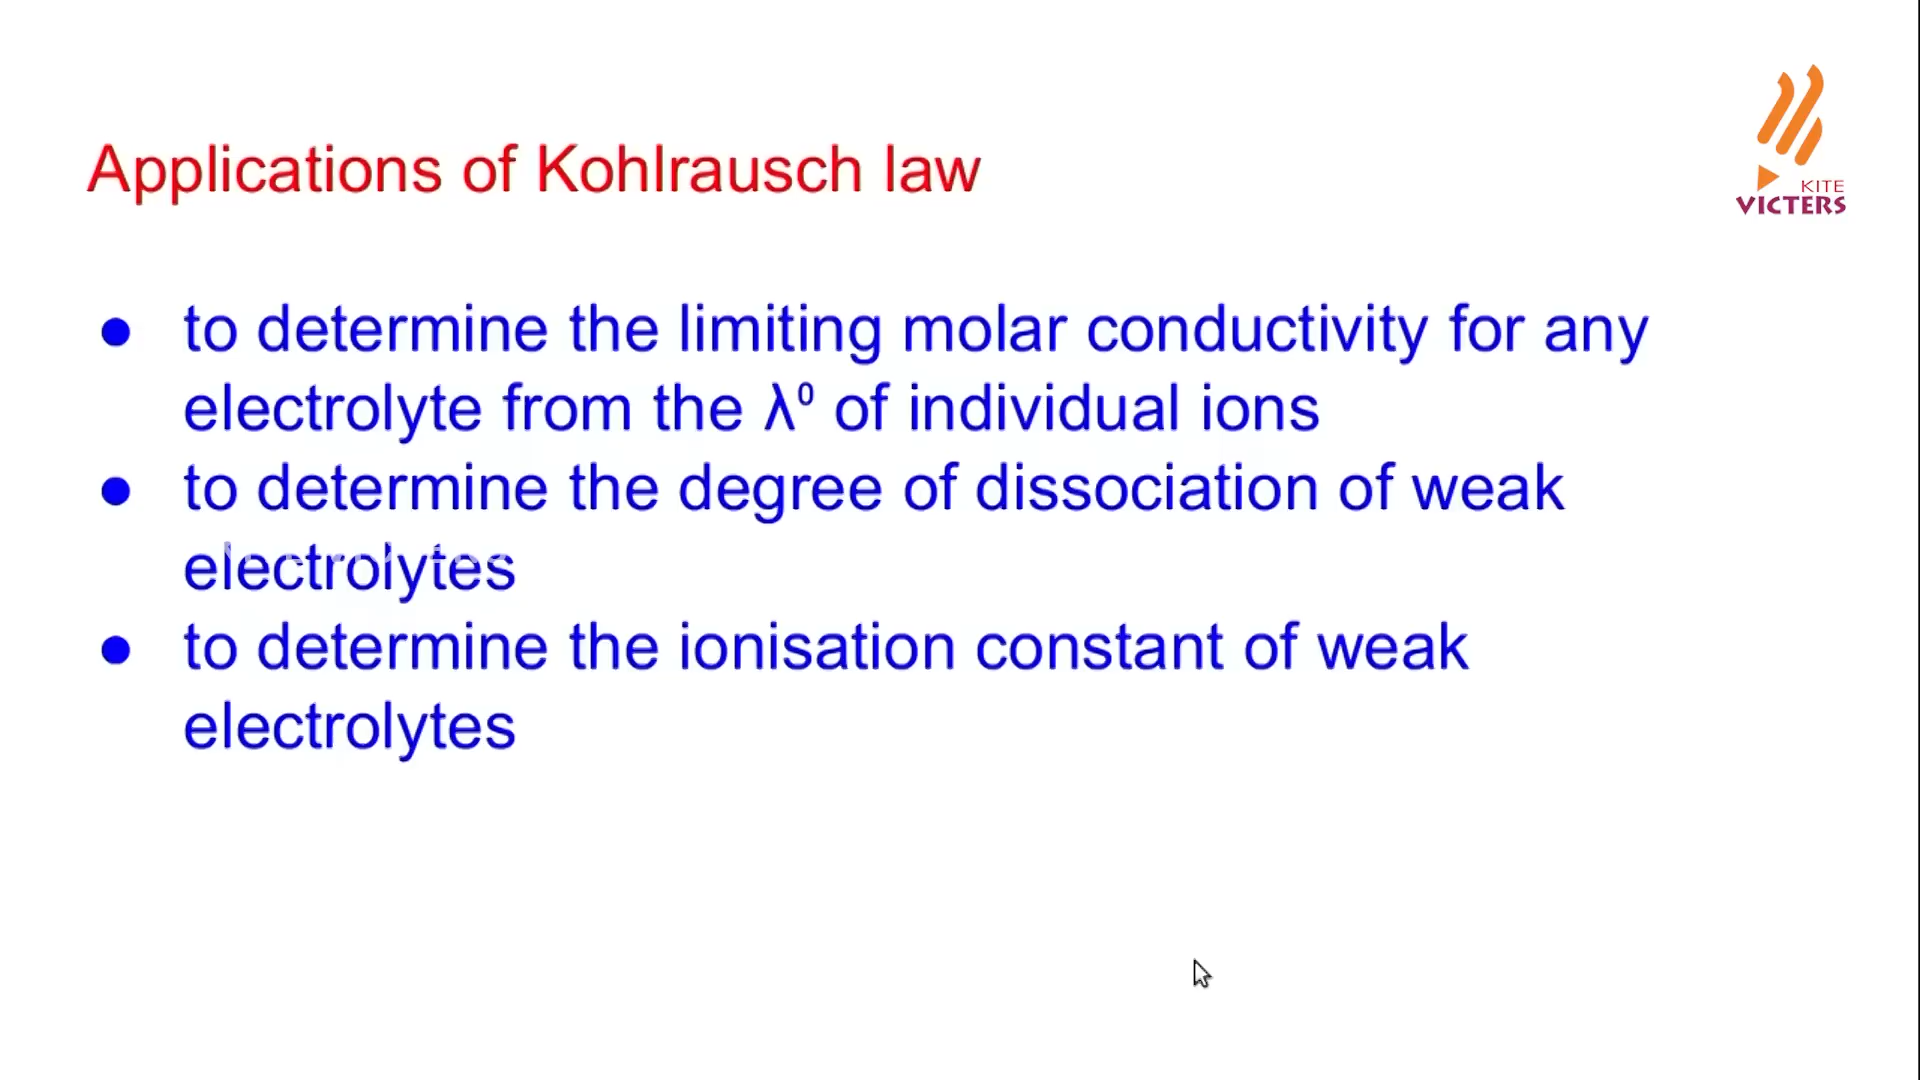 KITE
VICTERS
Applications of Kohlrausch law
● to determine the limiting molar conductivity for any
electrolyte from the λ⁰ of individual ions
● to determine the degree of dissociation of weak
electrolytes
● to determine the ionisation constant of weak
electrolytes